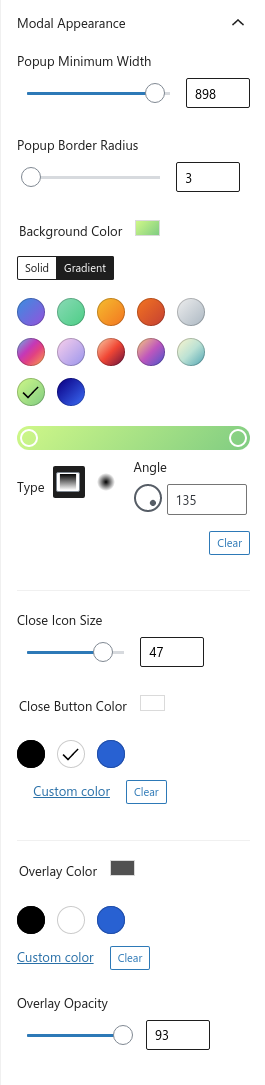 Modal Appearance
Popup Minimum Width
898
Popup Border Radius
3
Background Color
Solid Gradient
Type
Angle
135
Clear
Close Icon Size
47
Close Button Color
Custom color Clear
Overlay Color
Custom color Clear
Overlay Opacity
93